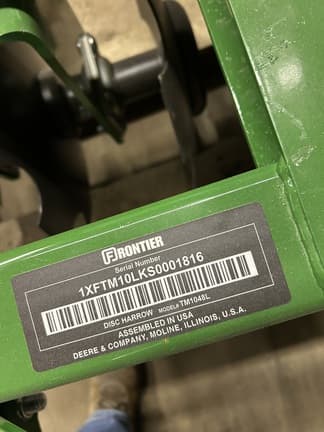 FRONTIER
Serial Number
1XFTM10LKS0001816
DISC HARROW MODEL# TM1048L
ASSEMBLED IN USA
DEERE & COMPANY, MOLINE, ILLINOIS, U.S.A.